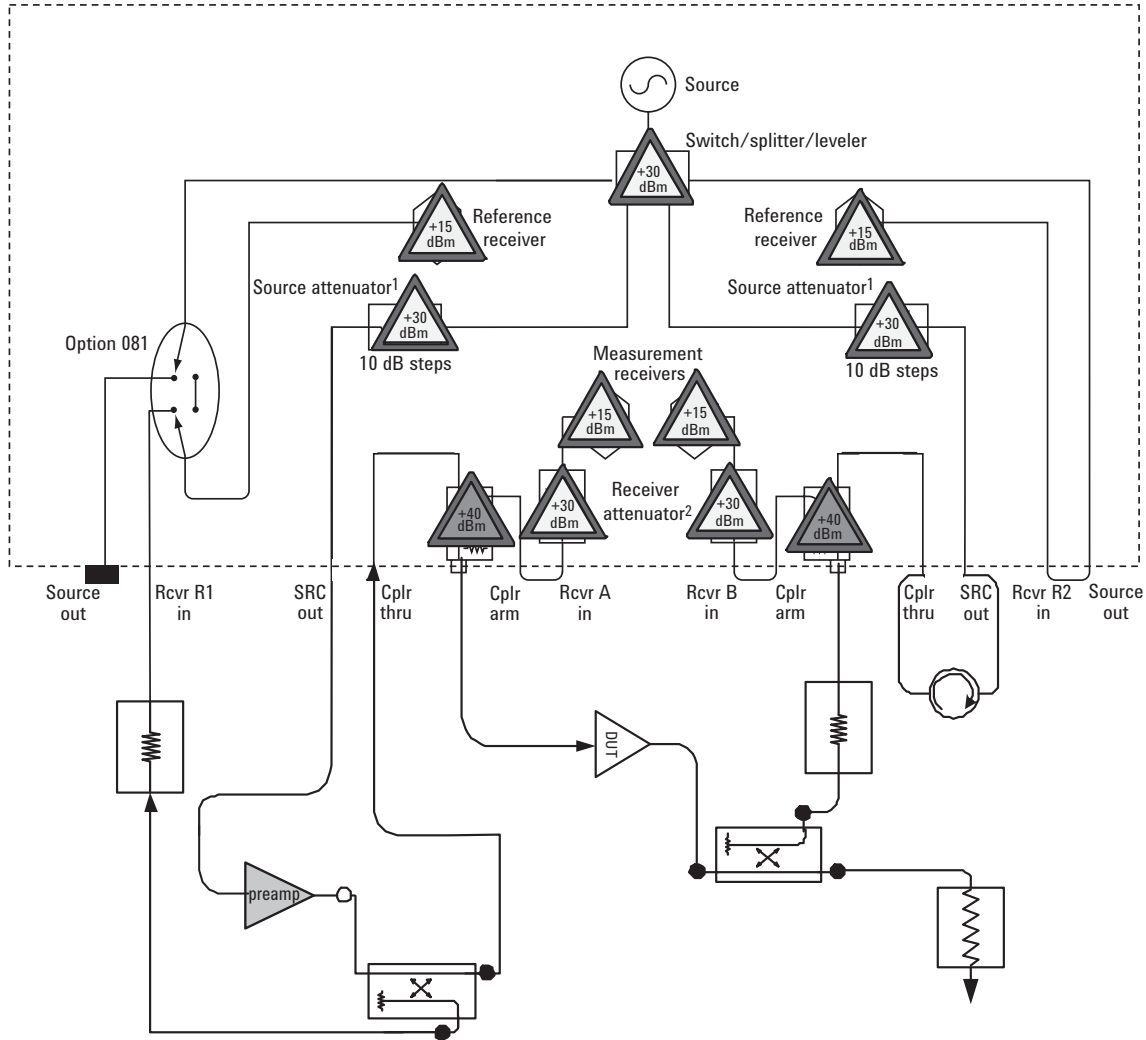 Source
Switch/splitter/leveler
+30
dBm
+15
dBm
Reference
receiver
Reference
receiver
+15
dBm
Source attenuator1
+30
dBm
10 dB steps
Source attenuator1
+30
dBm
10 dB steps
Option 081
Measurement
receivers
+15
dBm
+15
dBm
+40
dBm
+30
dBm
Receiver
attenuator2
+30
dBm
+40
dBm
Source
out
Rcvr R1
in
SRC
out
Cplr
thru
Cplr
arm
Rcvr A
in
Rcvr B
in
Cplr
arm
Cplr
thru
SRC
out
Rcvr R2
in
Source
out
DUT
preamp